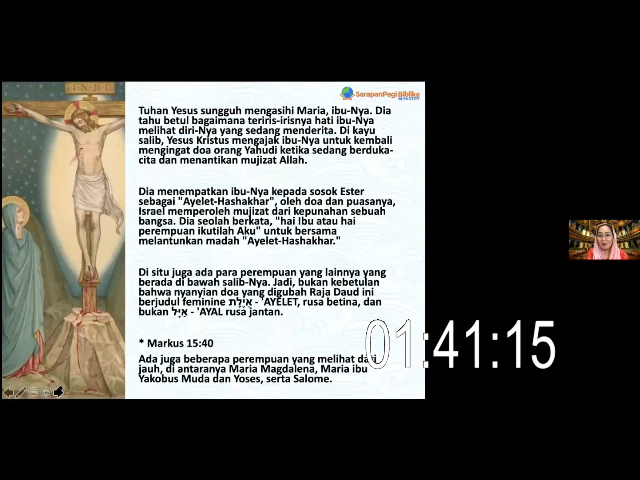 I N R I
SarapanPagi Biblika
MINISTRY
Tuhan Yesus sungguh mengasihi Maria, ibu-Nya. Dia
tahu betul bagaimana teriris-irisnya hati ibu-Nya
melihat diri-Nya yang sedang menderita. Di kayu
salib, Yesus Kristus mengajak ibu-Nya untuk kembali
mengingat doa orang Yahudi ketika sedang berduka-
cita dan menantikan mujizat Allah.
Dia menempatkan ibu-Nya kepada sosok Ester
sebagai "Ayelet-Hashakhar", oleh doa dan puasanya,
Israel memperoleh mujizat dari kepunahan sebuah
bangsa. Dia seolah berkata, "hai Ibu atau hai
perempuan ikutilah Aku" untuk bersama
melantunkan madah "Ayelet-Hashakhar."
Di situ juga ada para perempuan yang lainnya yang
berada di bawah salib-Nya. Jadi, bukan kebetulan
bahwa nyanyian doa yang digubah Raja Daud ini
berjudul feminine אַיֶּלֶת - 'AYELET, rusa betina, dan
bukan אַיָּל - 'AYAL rusa jantan.
* Markus 15:40
Ada juga beberapa perempuan yang melihat dari
jauh, di antaranya Maria Magdalena, Maria ibu
Yakobus Muda dan Yoses, serta Salome.
01:41:15